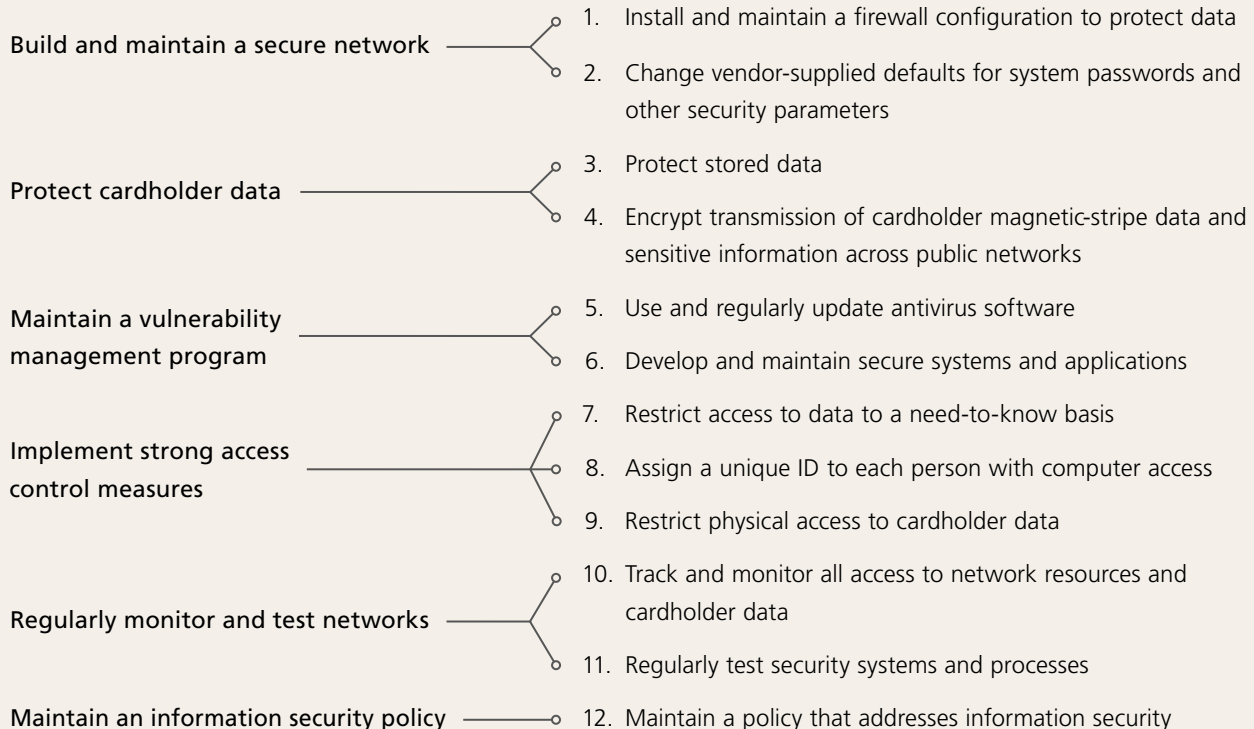 Build and maintain a secure network
1. Install and maintain a firewall configuration to protect data
2. Change vendor-supplied defaults for system passwords and
other security parameters
Protect cardholder data
3. Protect stored data
4. Encrypt transmission of cardholder magnetic-stripe data and
sensitive information across public networks
Maintain a vulnerability
management program
5. Use and regularly update antivirus software
6. Develop and maintain secure systems and applications
Implement strong access
control measures
7. Restrict access to data to a need-to-know basis
8. Assign a unique ID to each person with computer access
9. Restrict physical access to cardholder data
Regularly monitor and test networks
10. Track and monitor all access to network resources and
cardholder data
11. Regularly test security systems and processes
Maintain an information security policy
12. Maintain a policy that addresses information security